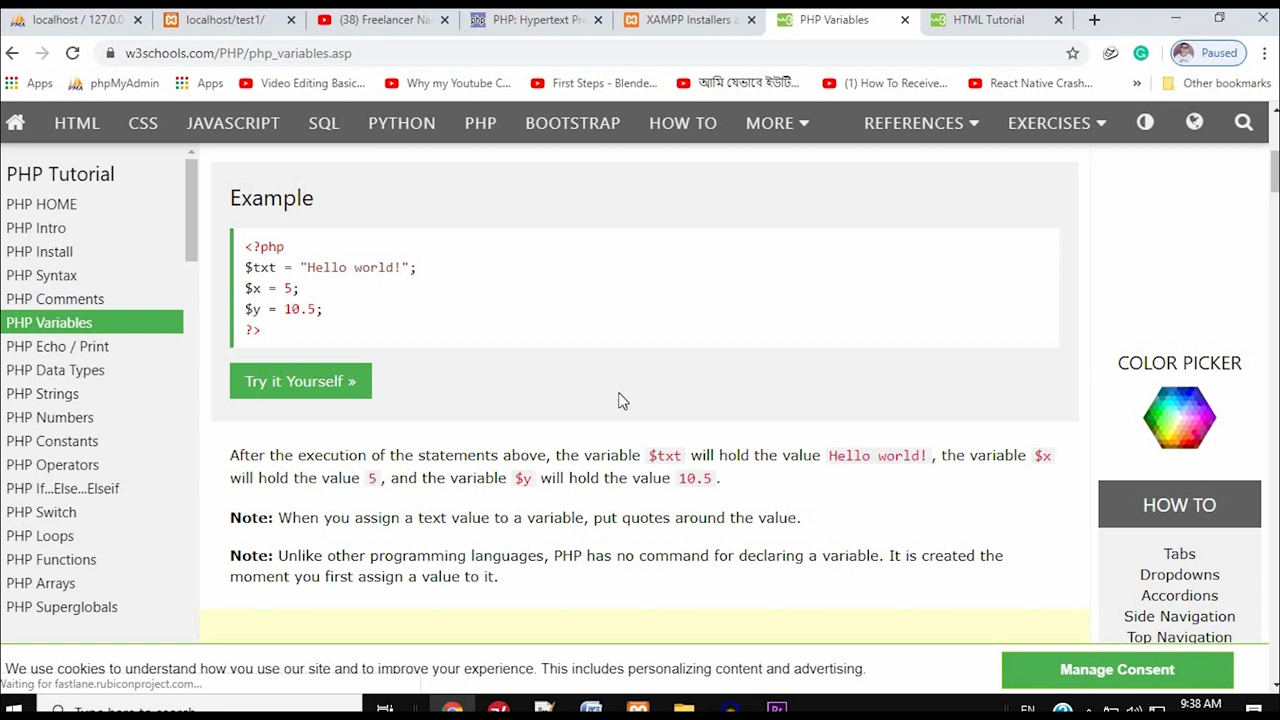 localhost / 127.0.0
localhost/test1/
(38) Freelancer Na
PHP: Hypertext Pre
XAMPP Installers a
PHP Variables
HTML Tutorial
w3schools.com/PHP/php_variables.asp
Paused
Apps
phpMyAdmin
Apps
Video Editing Basic...
Why my Youtube C...
First Steps - Blende...
আমি যেভাবে ইউটি...
(1) How To Receive...
React Native Crash...
»
Other bookmarks
HTML
CSS
JAVASCRIPT
SQL
PYTHON
PHP
BOOTSTRAP
HOW TO
MORE
REFERENCES
EXERCISES
PHP Tutorial
PHP HOME
PHP Intro
PHP Install
PHP Syntax
PHP Comments
PHP Variables
PHP Echo / Print
PHP Data Types
PHP Strings
PHP Numbers
PHP Constants
PHP Operators
PHP If...Else...Elseif
PHP Switch
PHP Loops
PHP Functions
PHP Arrays
PHP Superglobals
Example
<?php
$txt = "Hello world!";
$x = 5;
$y = 10.5;
?>
Try it Yourself »
After the execution of the statements above, the variable $txt will hold the value Hello world!, the variable $x
will hold the value 5, and the variable $y will hold the value 10.5.
Note: When you assign a text value to a variable, put quotes around the value.
Note: Unlike other programming languages, PHP has no command for declaring a variable. It is created the
moment you first assign a value to it.
COLOR PICKER
HOW TO
Tabs
Dropdowns
Accordions
Side Navigation
Top Navigation
We use cookies to understand how you use our site and to improve your experience. This includes personalizing content and advertising.
Manage Consent
Waiting for fastlane.rubiconproject.com...
Type here to search
Pr
EN
9:38 AM